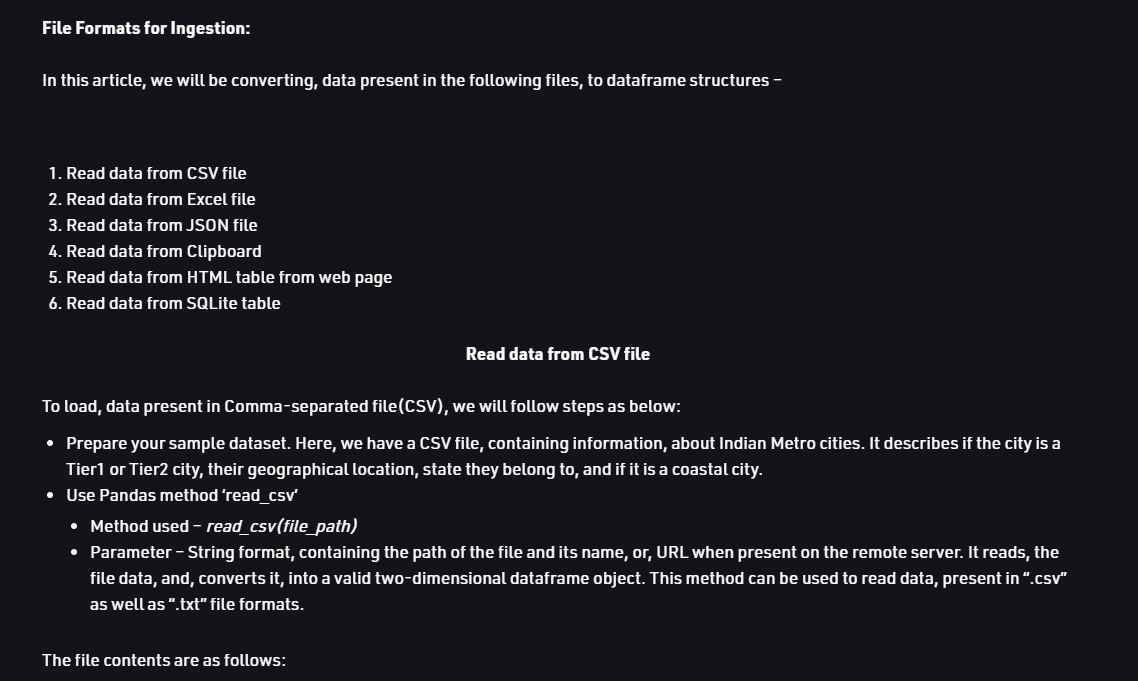 File Formats for Ingestion:
In this article, we will be converting, data present in the following files, to dataframe structures –
1. Read data from CSV file
2. Read data from Excel file
3. Read data from JSON file
4. Read data from Clipboard
5. Read data from HTML table from web page
6. Read data from SQLite table
Read data from CSV file
To load, data present in Comma-separated file(CSV), we will follow steps as below:
• Prepare your sample dataset. Here, we have a CSV file, containing information, about Indian Metro cities. It describes if the city is a
Tier1 or Tier2 city, their geographical location, state they belong to, and if it is a coastal city.
• Use Pandas method ‘read_csv’
• Method used – read_csv(file_path)
• Parameter – String format, containing the path of the file and its name, or, URL when present on the remote server. It reads, the
file data, and, converts it, into a valid two-dimensional dataframe object. This method can be used to read data, present in “.csv”
as well as “.txt” file formats.
The file contents are as follows: